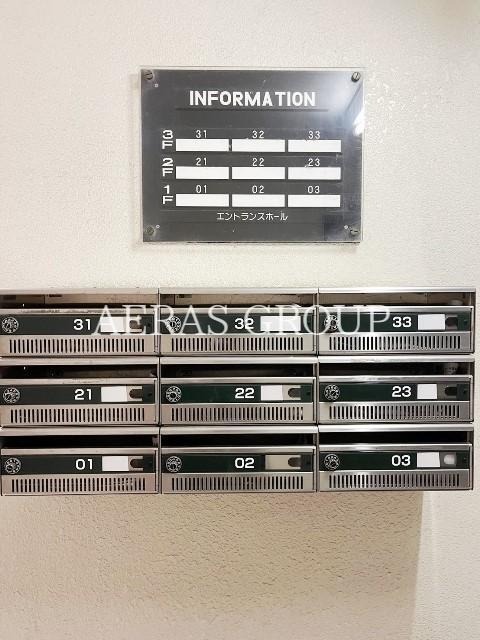 INFORMATION
3F 31 32 33
2F 21 22 23
1F 01 02 03
エントランスホール
31 32 33
AERAS GROUP
21 22 23
01 02 03